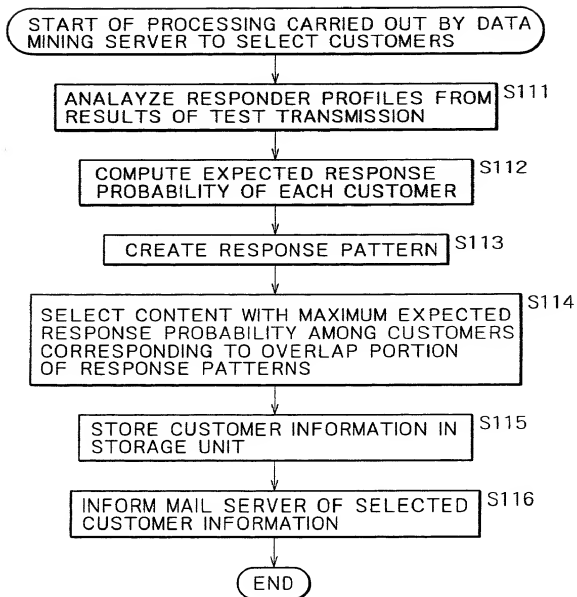 START OF PROCESSING CARRIED OUT BY DATA
MINING SERVER TO SELECT CUSTOMERS
ANALAYZE RESPONDER PROFILES FROM
RESULTS OF TEST TRANSMISSION
S111
COMPUTE EXPECTED RESPONSE
PROBABILITY OF EACH CUSTOMER
S112
CREATE RESPONSE PATTERN
S113
SELECT CONTENT WITH MAXIMUM EXPECTED
RESPONSE PROBABILITY AMONG CUSTOMERS
CORRESPONDING TO OVERLAP PORTION
OF RESPONSE PATTERNS
S114
STORE CUSTOMER INFORMATION IN
STORAGE UNIT
S115
INFORM MAIL SERVER OF SELECTED
CUSTOMER INFORMATION
S116
END